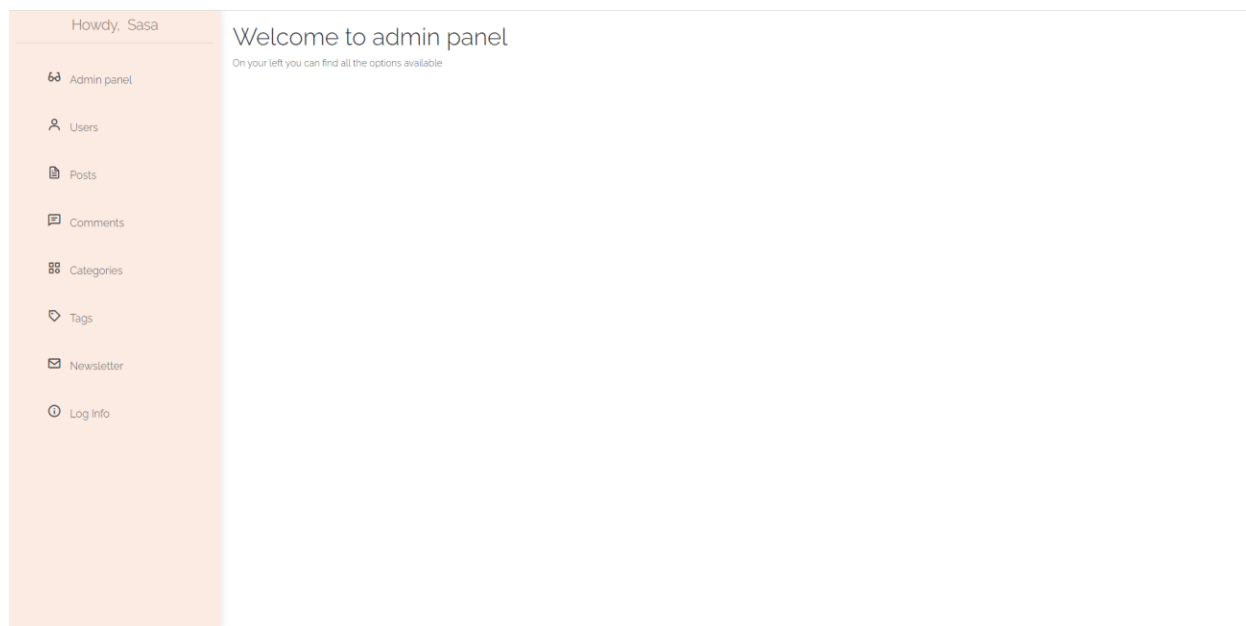 Howdy, Sasa
Admin panel
Users
Posts
Comments
Categories
Tags
Newsletter
Log Info
Welcome to admin panel
On your left you can find all the options available